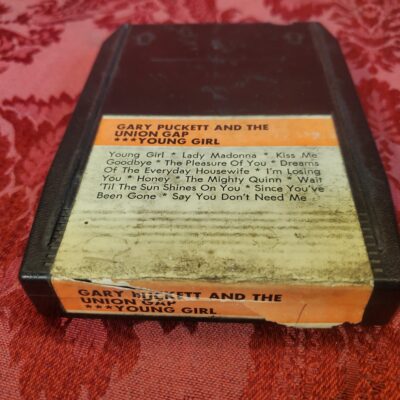 GARY PUCKETT AND THE
UNION GAP
***YOUNG GIRL
Young Girl * Lady Madonna * Kiss Me
Goodbye * The Pleasure Of You * Dreams
Of The Everyday Housewife * I'm Losing
You * Honey * The Mighty Quinn * Wait
'Til The Sun Shines On You * Since You've
Been Gone * Say You Don't Need Me
GARY PUCKETT AND THE
UNION GAP
***YOUNG GIRL